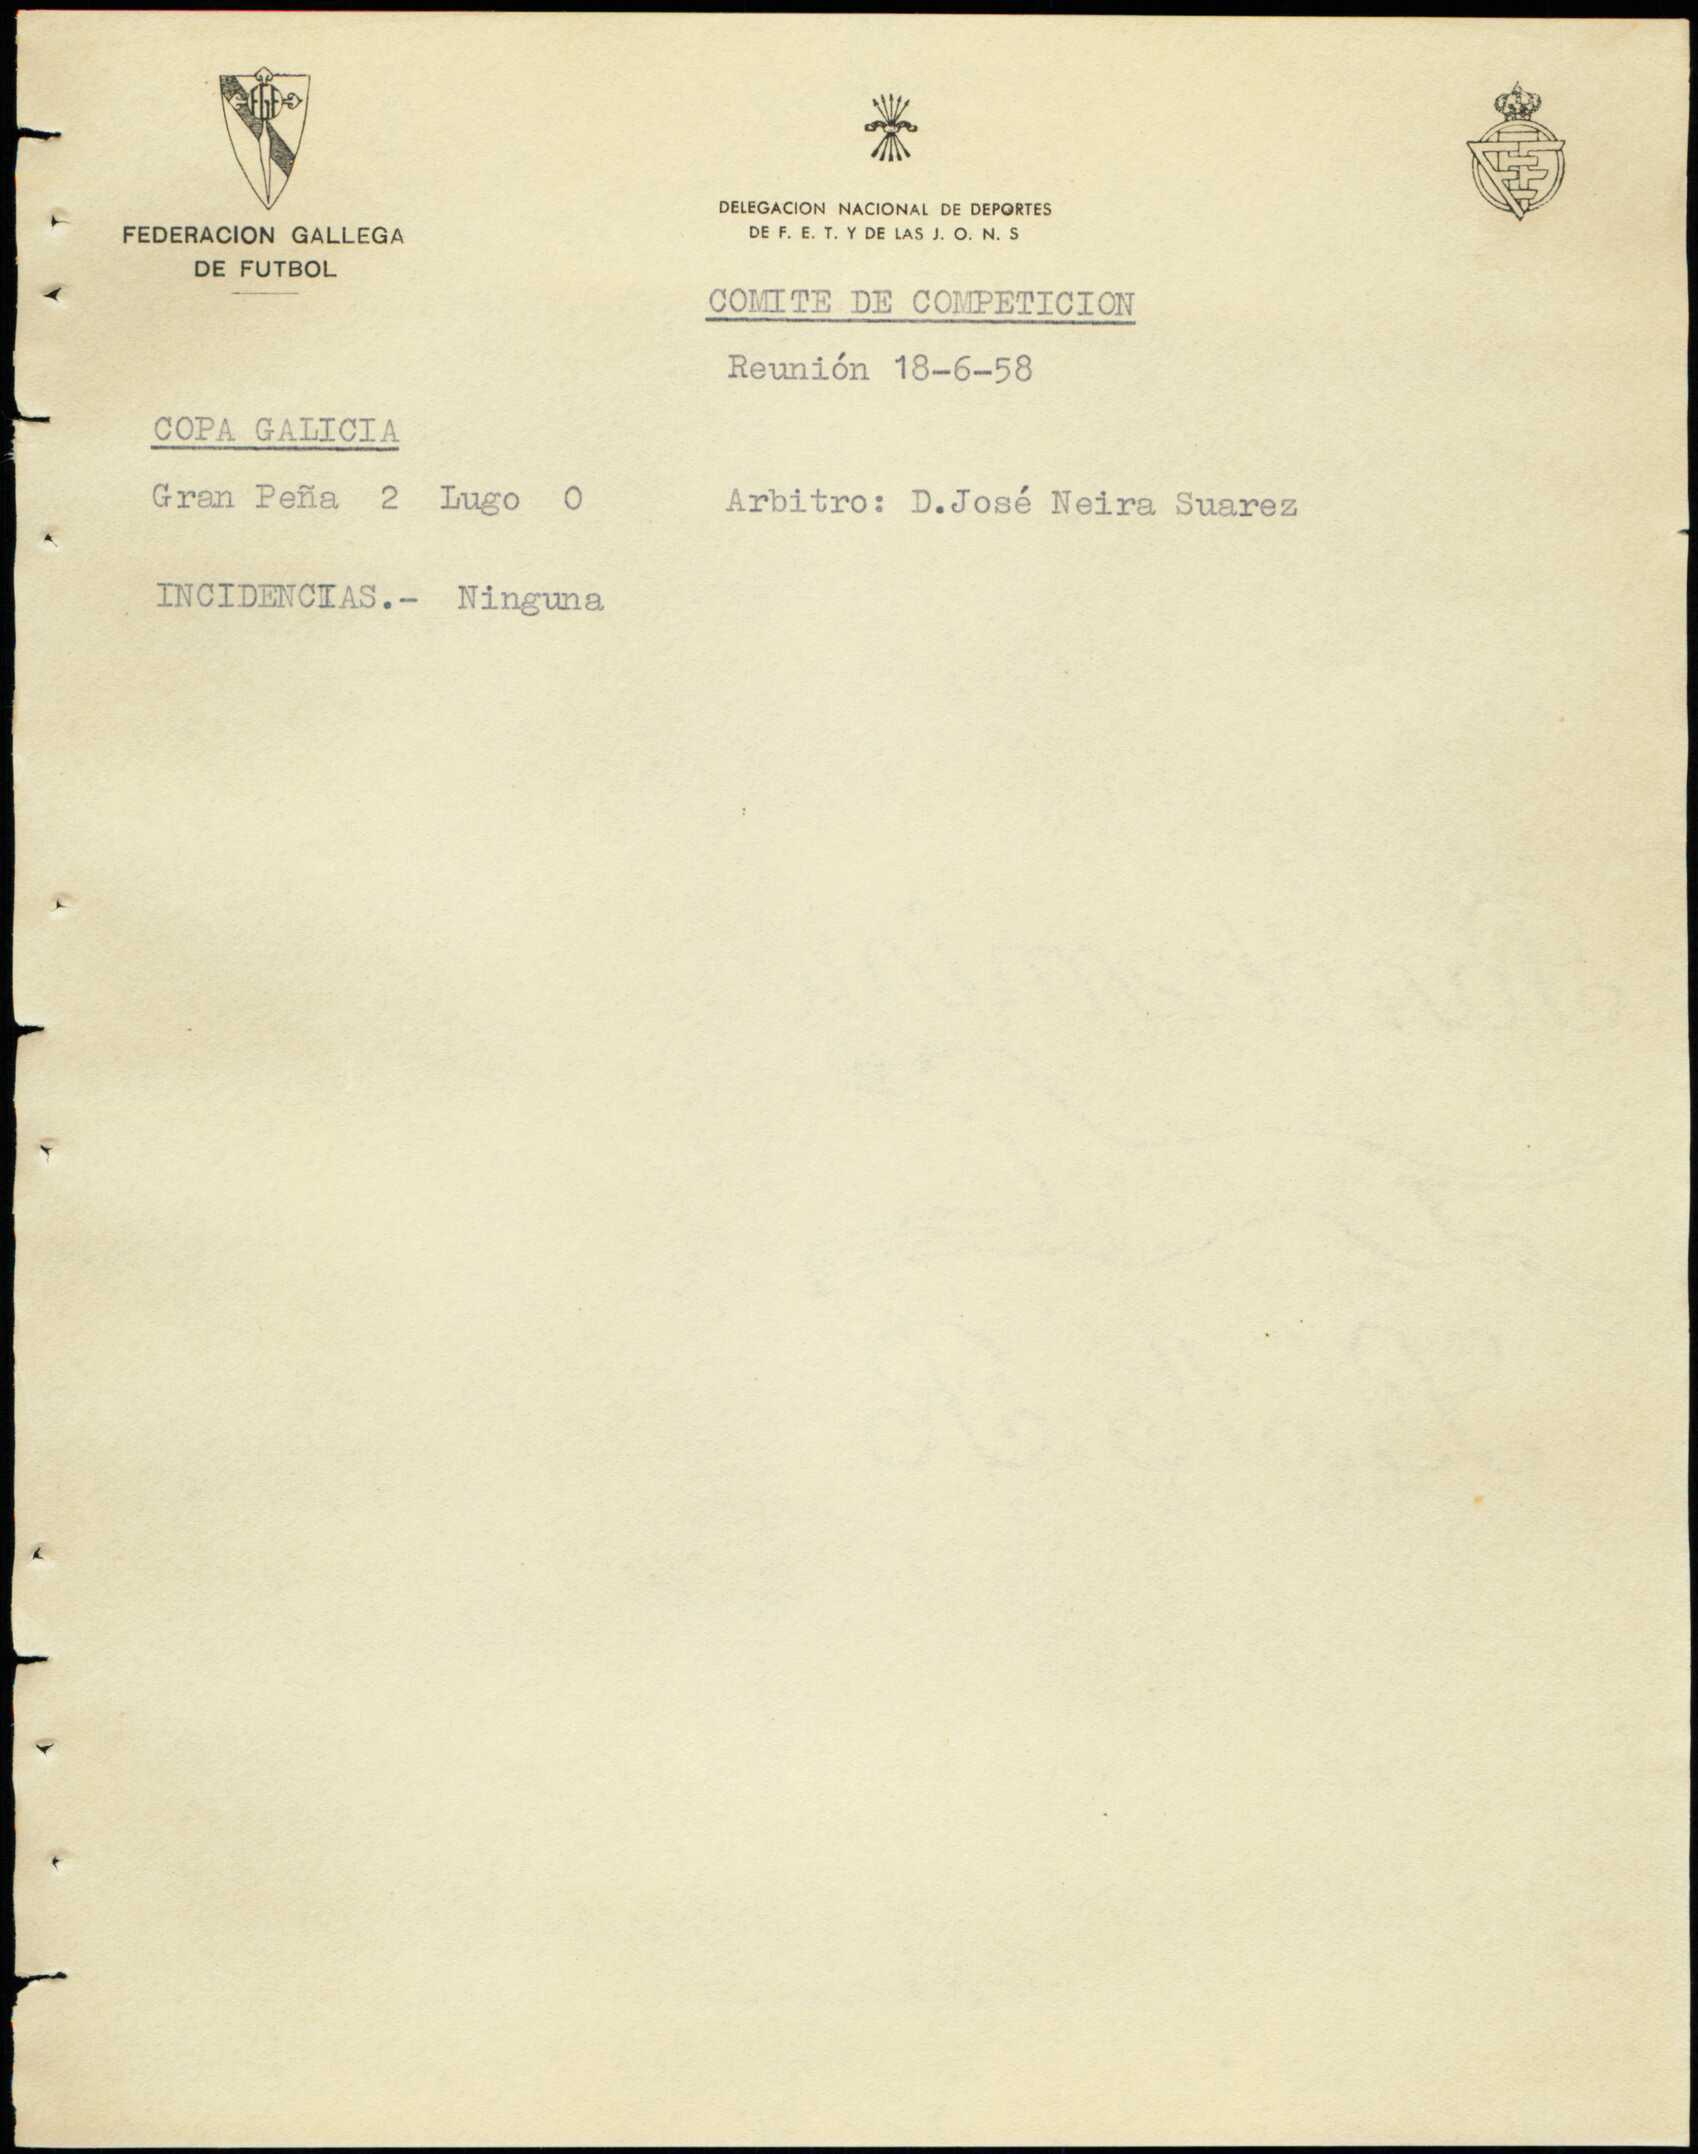 FEDERACION GALLEGA
DE FUTBOL
DELEGACION NACIONAL DE DEPORTES
DE F. E. T. Y DE LAS J. O. N. S
COMITE DE COMPETICION
Reunión 18-6-58
COPA GALICIA
Gran Peña 2 Lugo 0 Arbitro: D.José Neira Suarez
INCIDENCIAS.- Ninguna